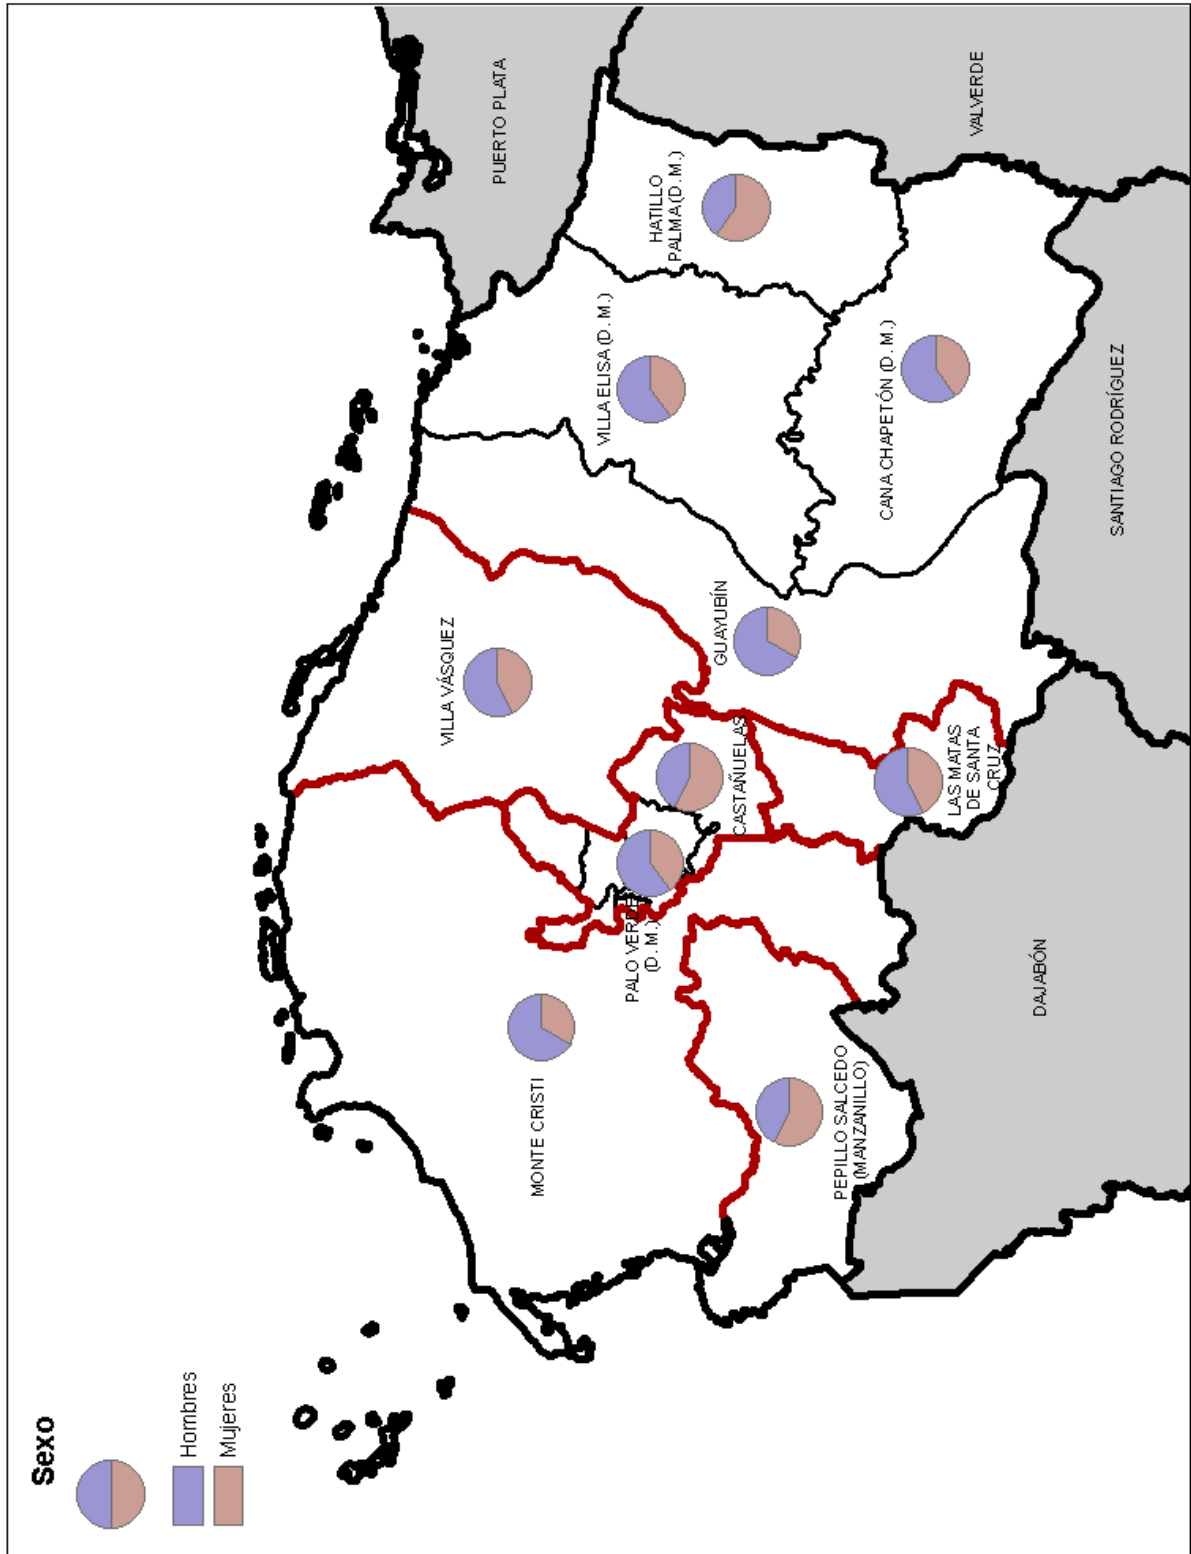 Sexo
Hombres
Mujeres
MONTE CRISTI
PEPILLO SALCEDO
(MANZANILLO)
PALO VERDE
(D. M.)
CASTAÑUELAS
VILLA VÁSQUEZ
LAS MATAS
DE SANTA
CRUZ
GUAYUBÍN
VILLA ELISA (D. M.)
CANA CHAPETÓN (D. M.)
HATILLO
PALMA (D. M.)
PUERTO PLATA
VALVERDE
SANTIAGO RODRÍGUEZ
DAJABÓN